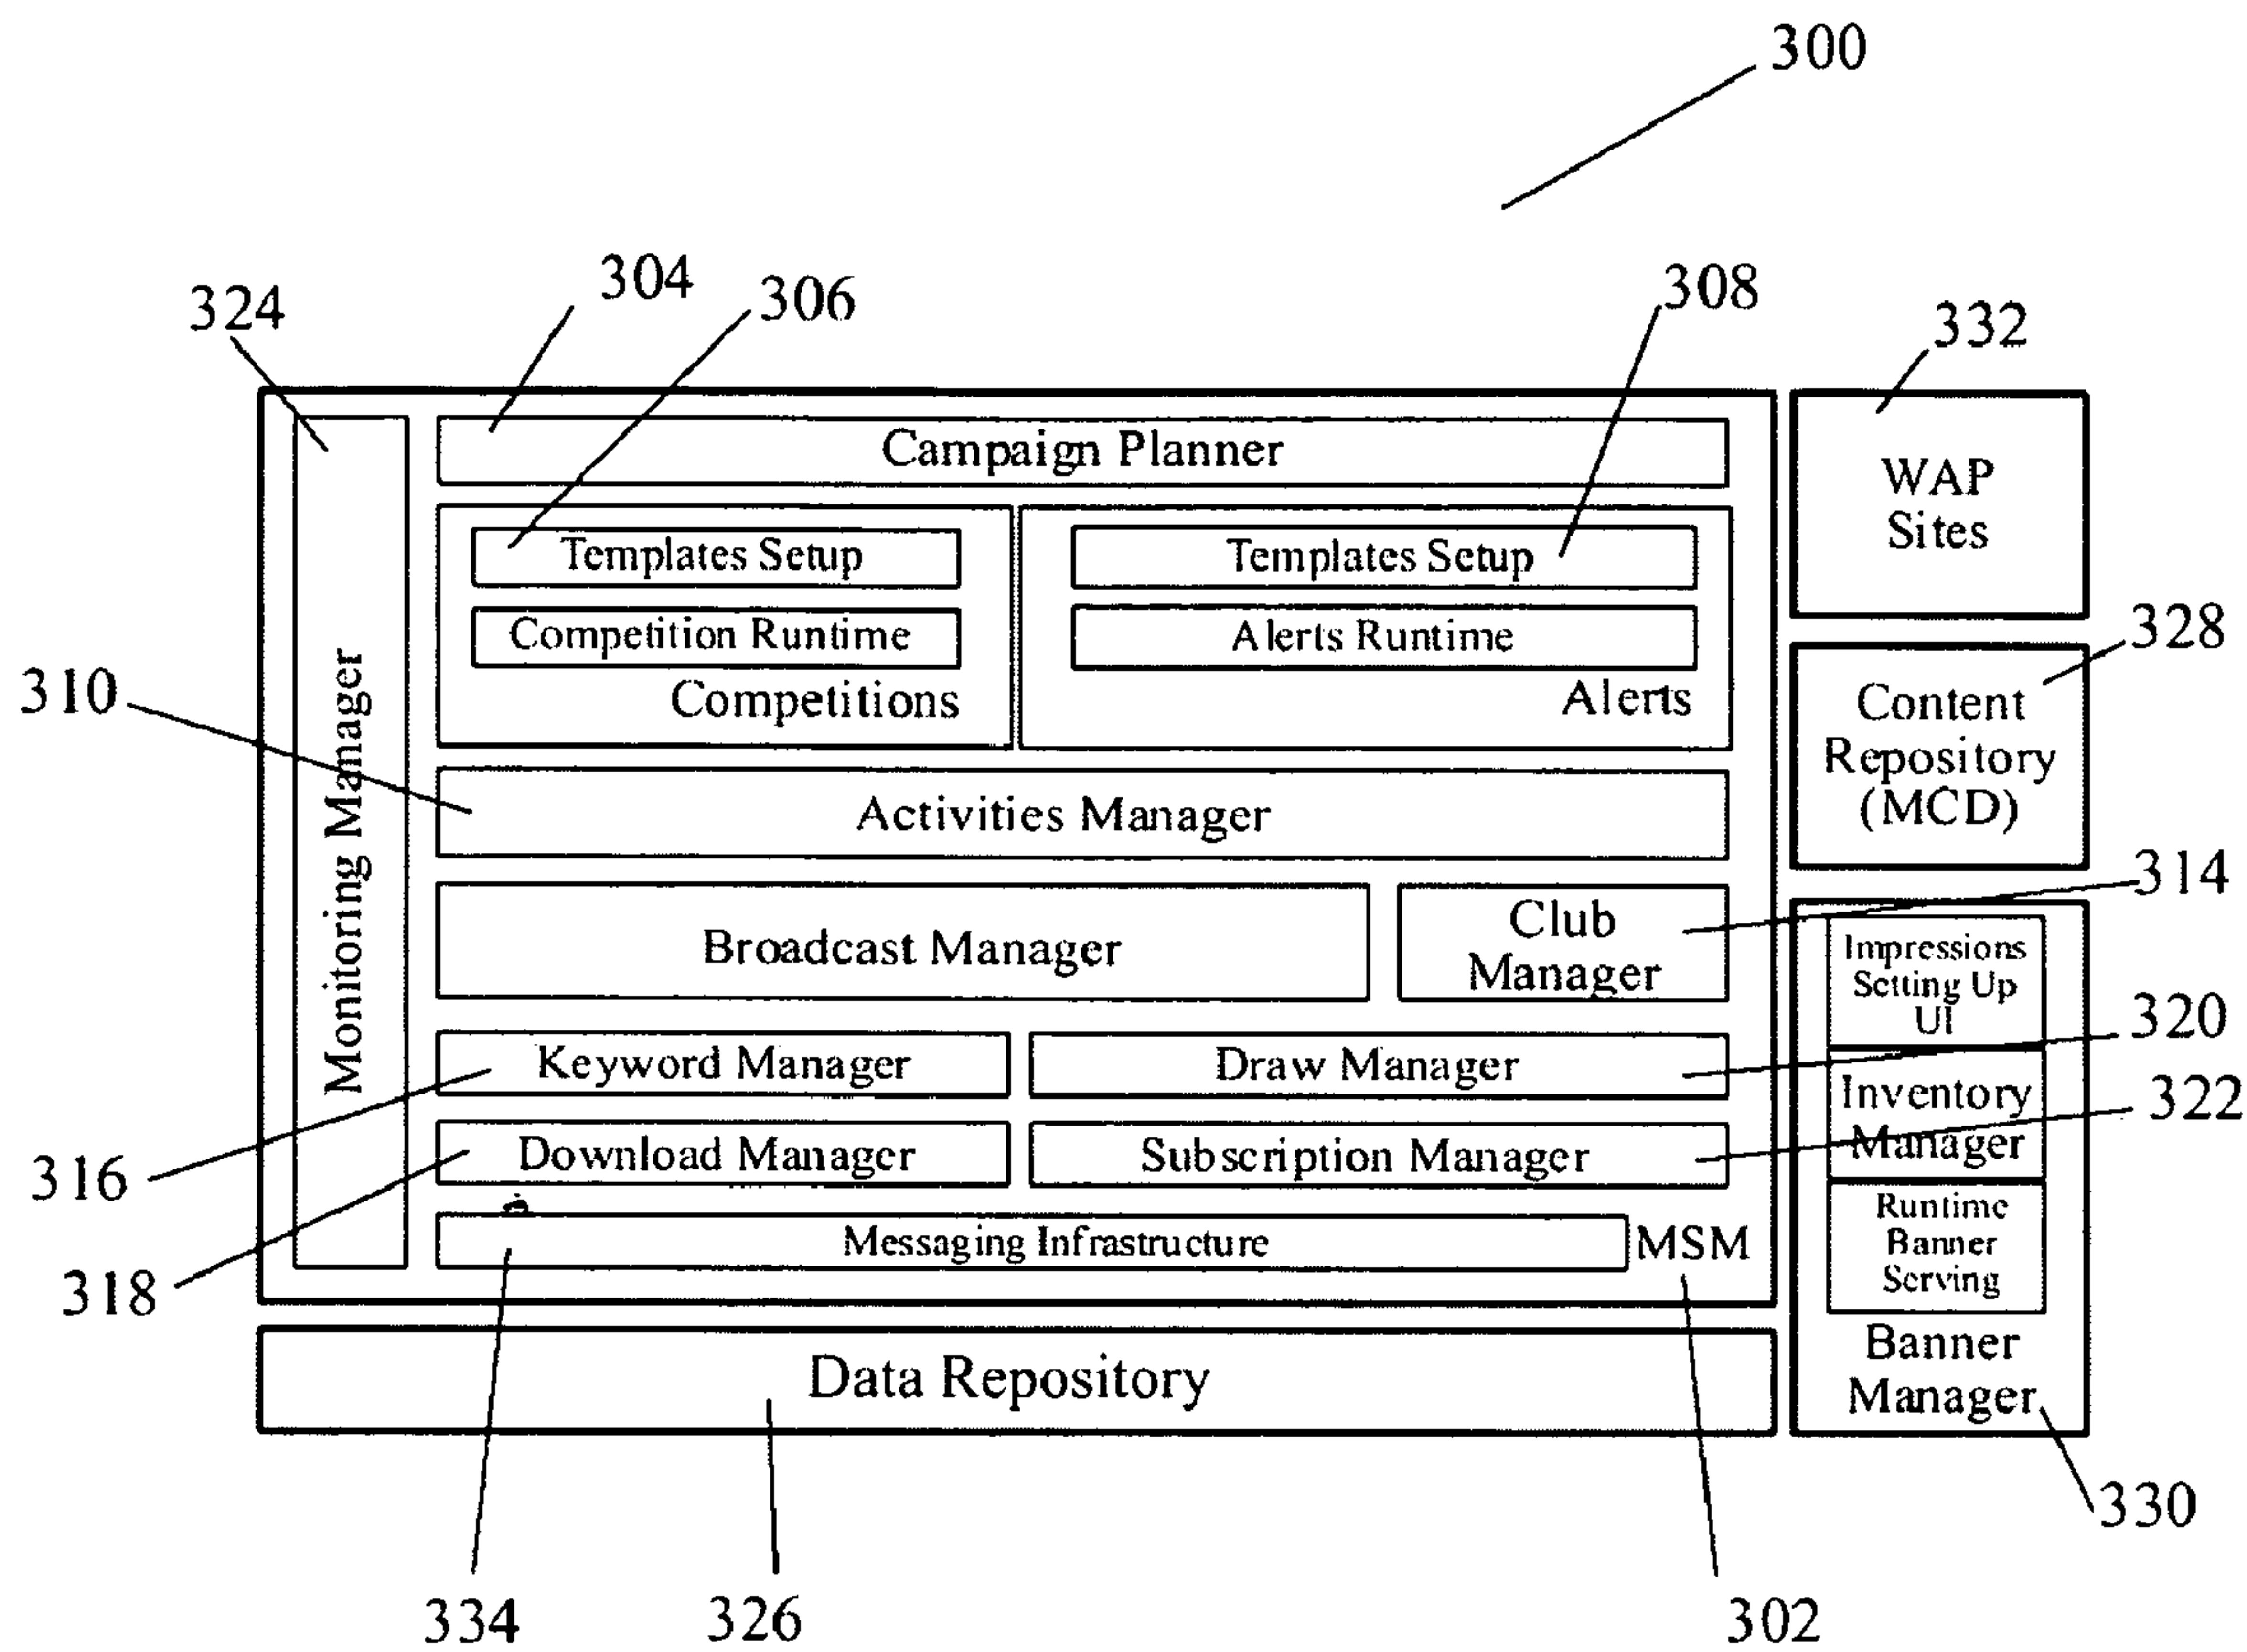 300
304
306
308
324
332
Campaign Planner
WAP
Sites
Templates Setup
Templates Setup
Competition Runtime
Alerts Runtime
Competitions
Alerts
328
310
Monitoring Manager
Content
Repository
(MCD)
Activities Manager
314
Broadcast Manager
Club
Manager
Impressions
Setting Up
UI
320
Keyword Manager
Draw Manager
Inventory
Manager
322
316
Download Manager
Subscription Manager
Runtime
Banner
Serving
318
Messaging Infrastructure
MSM
Banner
Manager
Data Repository
330
334
326
302